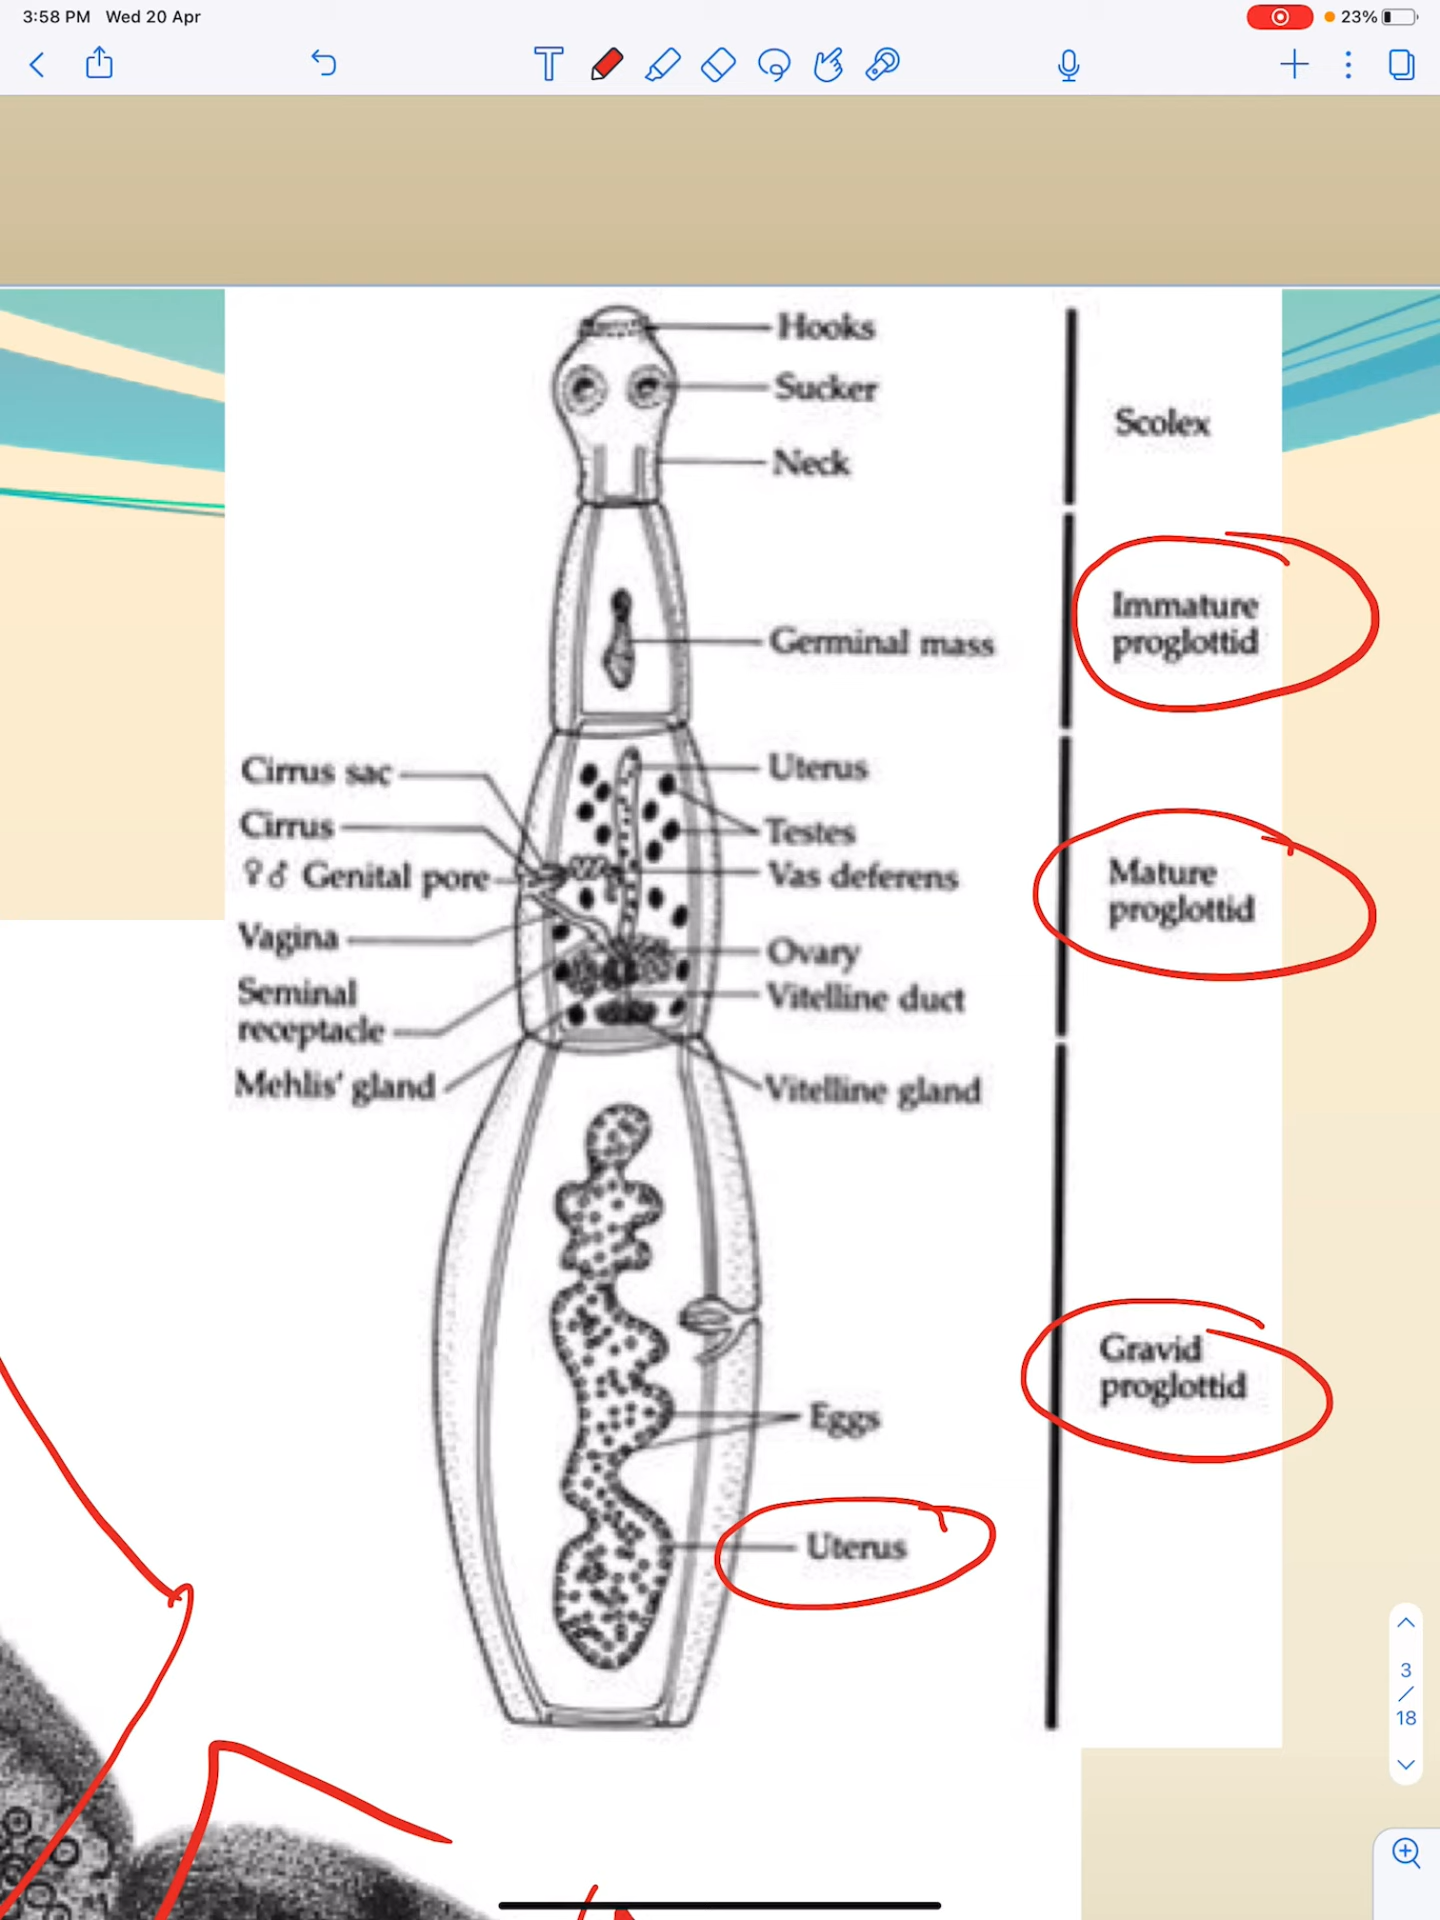 3:58 PM Wed 20 Apr
23%
Hooks
Sucker
Scolex
Neck
Immature
proglottid
Germinal mass
Cirrus sac
Uterus
Cirrus
Testes
♀♂ Genital pore
Vas deferens
Mature
proglottid
Vagina
Ovary
Seminal
receptacle
Vitelline duct
Mehlis' gland
Vitelline gland
Gravid
proglottid
Eggs
Uterus
3
/
18